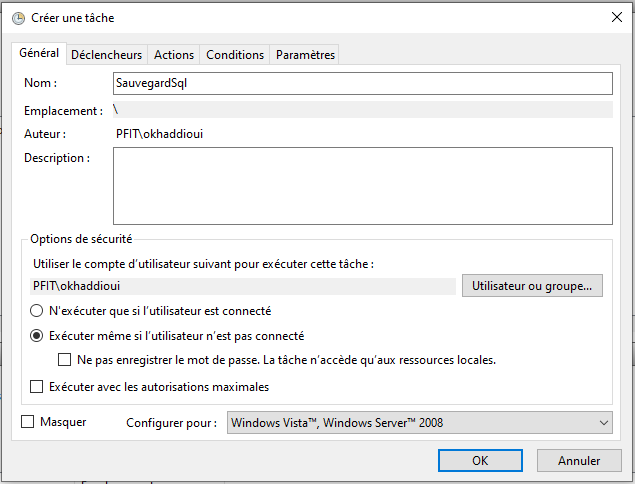 Créer une tâche
Général Déclencheurs Actions Conditions Paramètres
Nom : SauvegardSql
Emplacement : \
Auteur : PFIT\okhaddioui
Description :
Options de sécurité
Utiliser le compte d'utilisateur suivant pour exécuter cette tâche :
PFIT\okhaddioui Utilisateur ou groupe...
N'exécuter que si l'utilisateur est connecté
Exécuter même si l'utilisateur n'est pas connecté
Ne pas enregistrer le mot de passe. La tâche n'accède qu'aux ressources locales.
Exécuter avec les autorisations maximales
Masquer Configurer pour : Windows Vista™, Windows Server™ 2008
OK Annuler